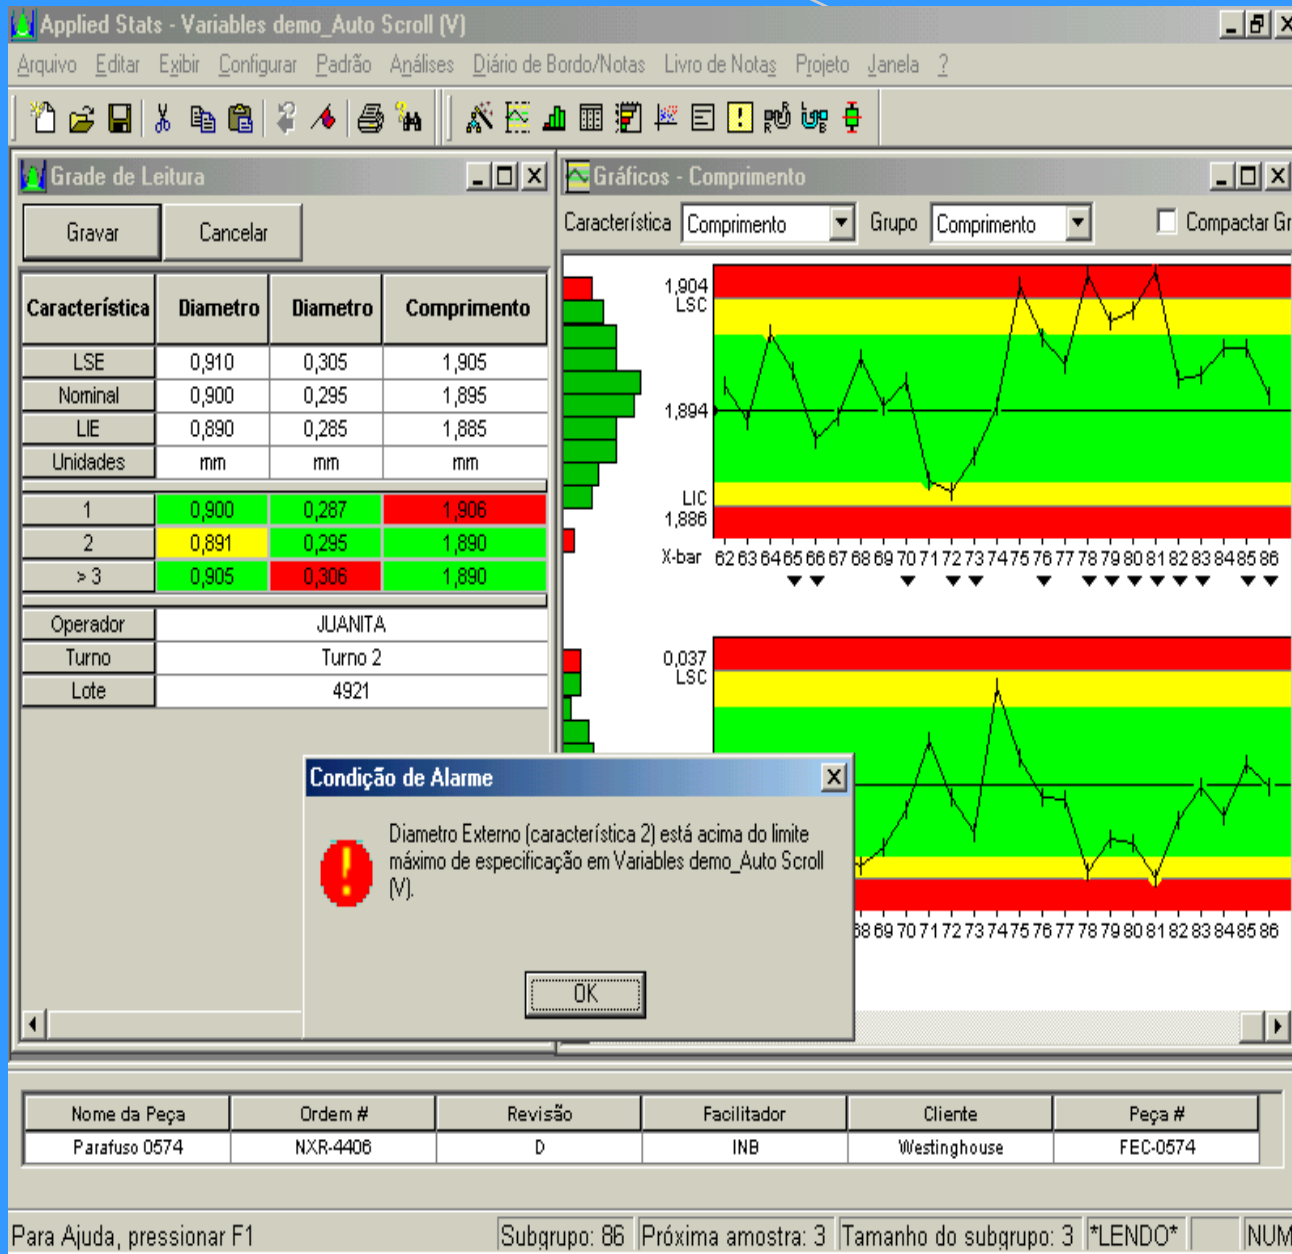 Applied Stats - Variables demo_Auto Scroll (V)
Arquivo Editar Exibir Configurar Padrão Análises Diário de Bordo/Notas Livro de Notas Projeto Janela ?
Grade de Leitura
Gravar Cancelar
Característica Diametro Diametro Comprimento
LSE 0,910 0,305 1,905
Nominal 0,900 0,295 1,895
LIE 0,890 0,285 1,885
Unidades mm mm mm
1 0,900 0,287 1,906
2 0,891 0,295 1,890
> 3 0,905 0,306 1,890
Operador JUANITA
Turno Turno 2
Lote 4921
Gráficos - Comprimento
Característica Comprimento Grupo Comprimento Compactar Gr
1,904
LSC
1,894
LIC
1,886
X-bar 62 63 64 65 66 67 68 69 70 71 72 73 74 75 76 77 78 79 80 81 82 83 84 85 86
0,037
LSC
68 69 70 71 72 73 74 75 76 77 78 79 80 81 82 83 84 85 86
Condição de Alarme
Diametro Externo (característica 2) está acima do limite
máximo de especificação em Variables demo_Auto Scroll
(V).
OK
Nome da Peça Ordem # Revisão Facilitador Cliente Peça #
Parafuso 0574 NXR-4406 D INB Westinghouse FEC-0574
Para Ajuda, pressionar F1 Subgrupo: 86 Próxima amostra: 3 Tamanho do subgrupo: 3 *LENDO* NUM